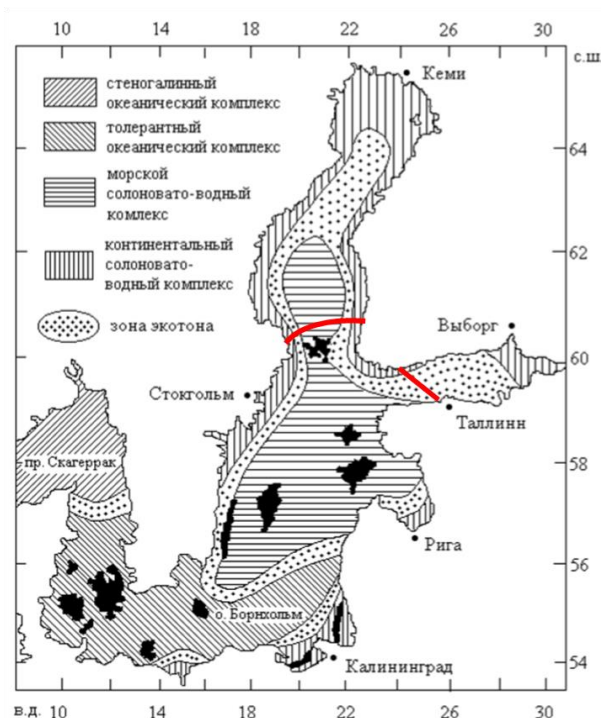 10 14 18 22 26 30
с.ш.
стеногалинный
океанический комплекс
толерантный
океанический комплекс
морской
солоновато-водный
комлекс
континентальный
солоновато-
водный комплекс
зона экотона
Кеми
64
62
Выборг
60
Стокгольм
Таллинн
пр. Скагеррак
58
Рига
56
о. Борнхольм
Калининград
54
в.д. 10 14 18 22 26 30